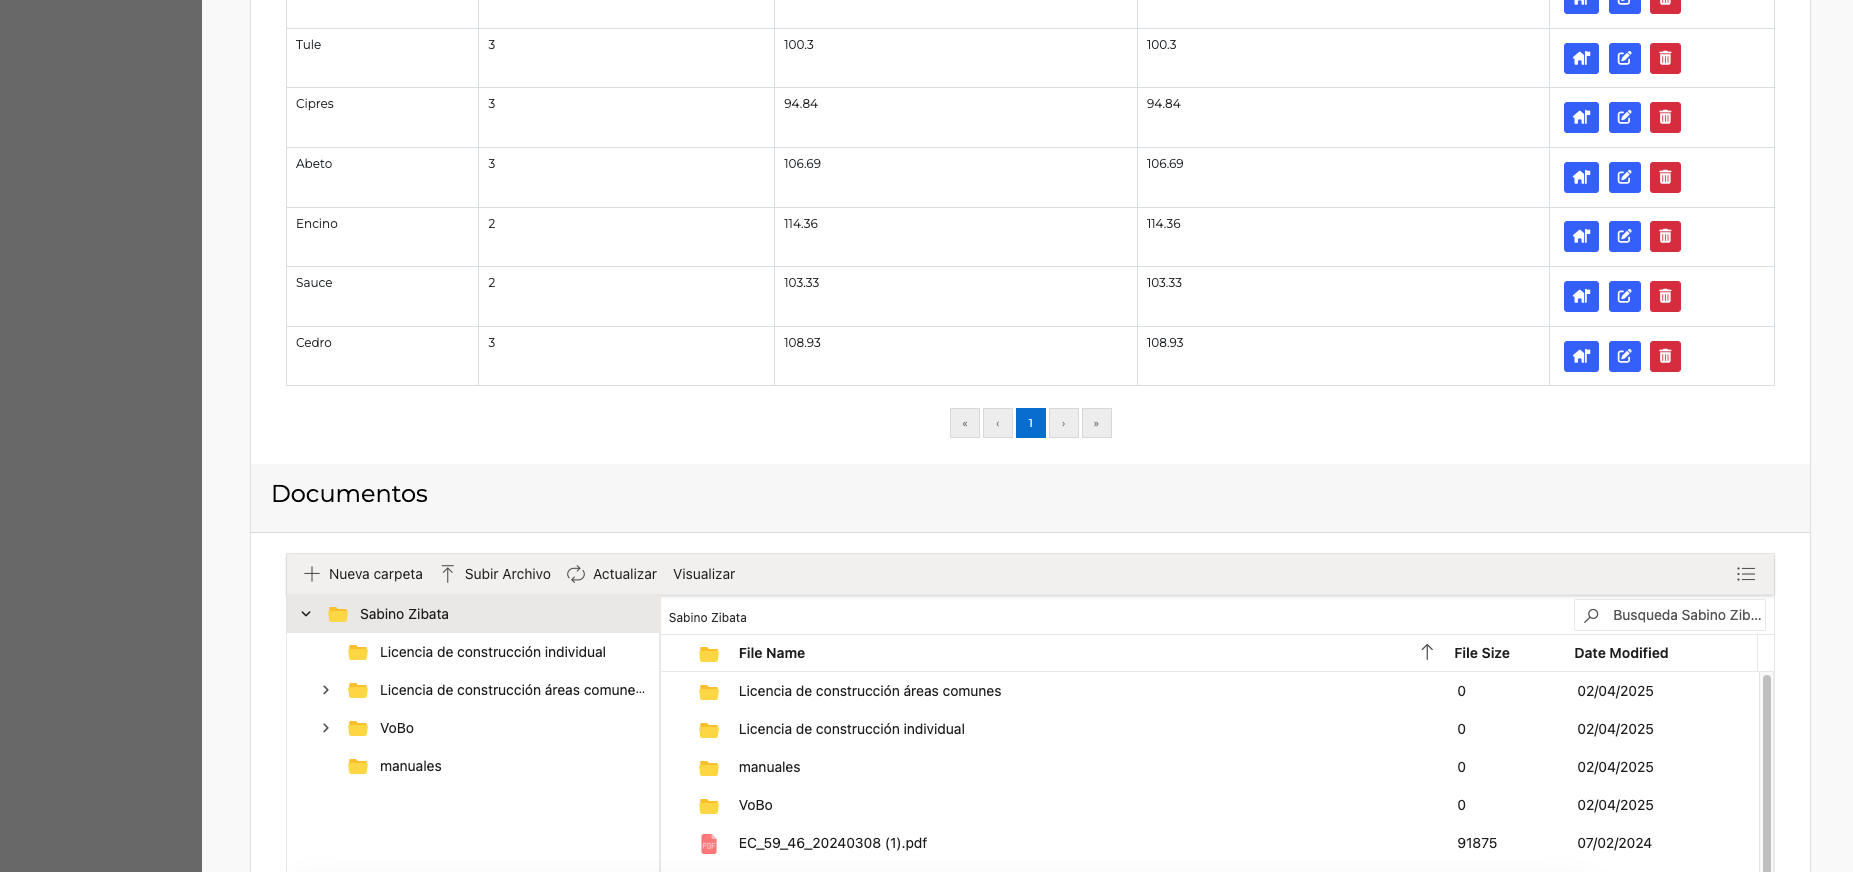 Tule 3 100.3 100.3
Cipres 3 94.84 94.84
Abeto 3 106.69 106.69
Encino 2 114.36 114.36
Sauce 2 103.33 103.33
Cedro 3 108.93 108.93
« ‹ 1 › »
Documentos
Nueva carpeta Subir Archivo Actualizar Visualizar
Sabino Zibata
Licencia de construcción individual
Licencia de construcción áreas comune...
VoBo
manuales
Sabino Zibata Busqueda Sabino Zib...
File Name File Size Date Modified
Licencia de construcción áreas comunes 0 02/04/2025
Licencia de construcción individual 0 02/04/2025
manuales 0 02/04/2025
VoBo 0 02/04/2025
PDF EC_59_46_20240308 (1).pdf 91875 07/02/2024